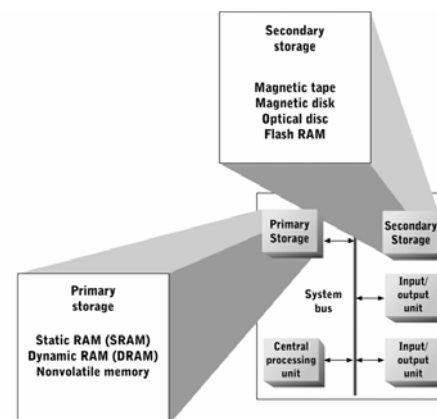 Secondary
storage
Magnetic tape
Magnetic disk
Optical disc
Flash RAM
Primary
Storage
Secondary
Storage
Primary
storage
Static RAM (SRAM)
Dynamic RAM (DRAM)
Nonvolatile memory
System
bus
Input/
output
unit
Central
processing
unit
Input/
output
unit